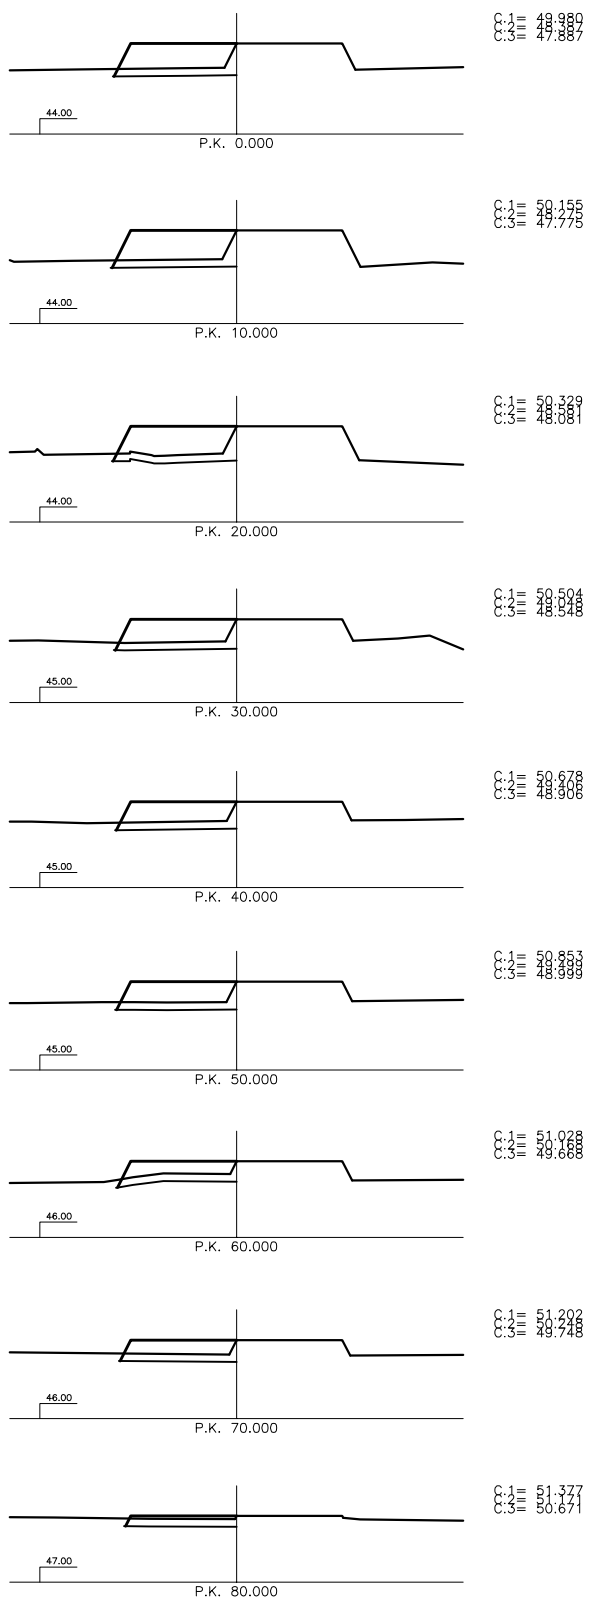 C.1= 49.980
C.2= 48.387
C.3= 47.887
44.00
P.K. 0.000
C.1= 50.155
C.2= 48.275
C.3= 47.775
44.00
P.K. 10.000
C.1= 50.329
C.2= 48.581
C.3= 48.081
44.00
P.K. 20.000
C.1= 50.504
C.2= 49.048
C.3= 48.548
45.00
P.K. 30.000
C.1= 50.678
C.2= 49.406
C.3= 48.906
45.00
P.K. 40.000
C.1= 50.853
C.2= 49.499
C.3= 48.999
45.00
P.K. 50.000
C.1= 51.028
C.2= 50.168
C.3= 49.668
46.00
P.K. 60.000
C.1= 51.202
C.2= 50.248
C.3= 49.748
46.00
P.K. 70.000
C.1= 51.377
C.2= 51.171
C.3= 50.671
47.00
P.K. 80.000